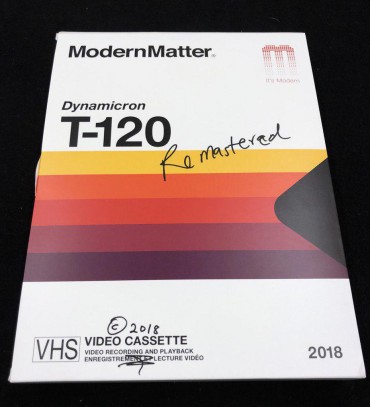 ModernMatter®
It's Modern
Dynamicron
T-120
Remastered
© 2018
VHS
VIDEO CASSETTE
VIDEO RECORDING AND PLAYBACK
ENREGISTREMENT ET LECTURE VIDÉO
2018